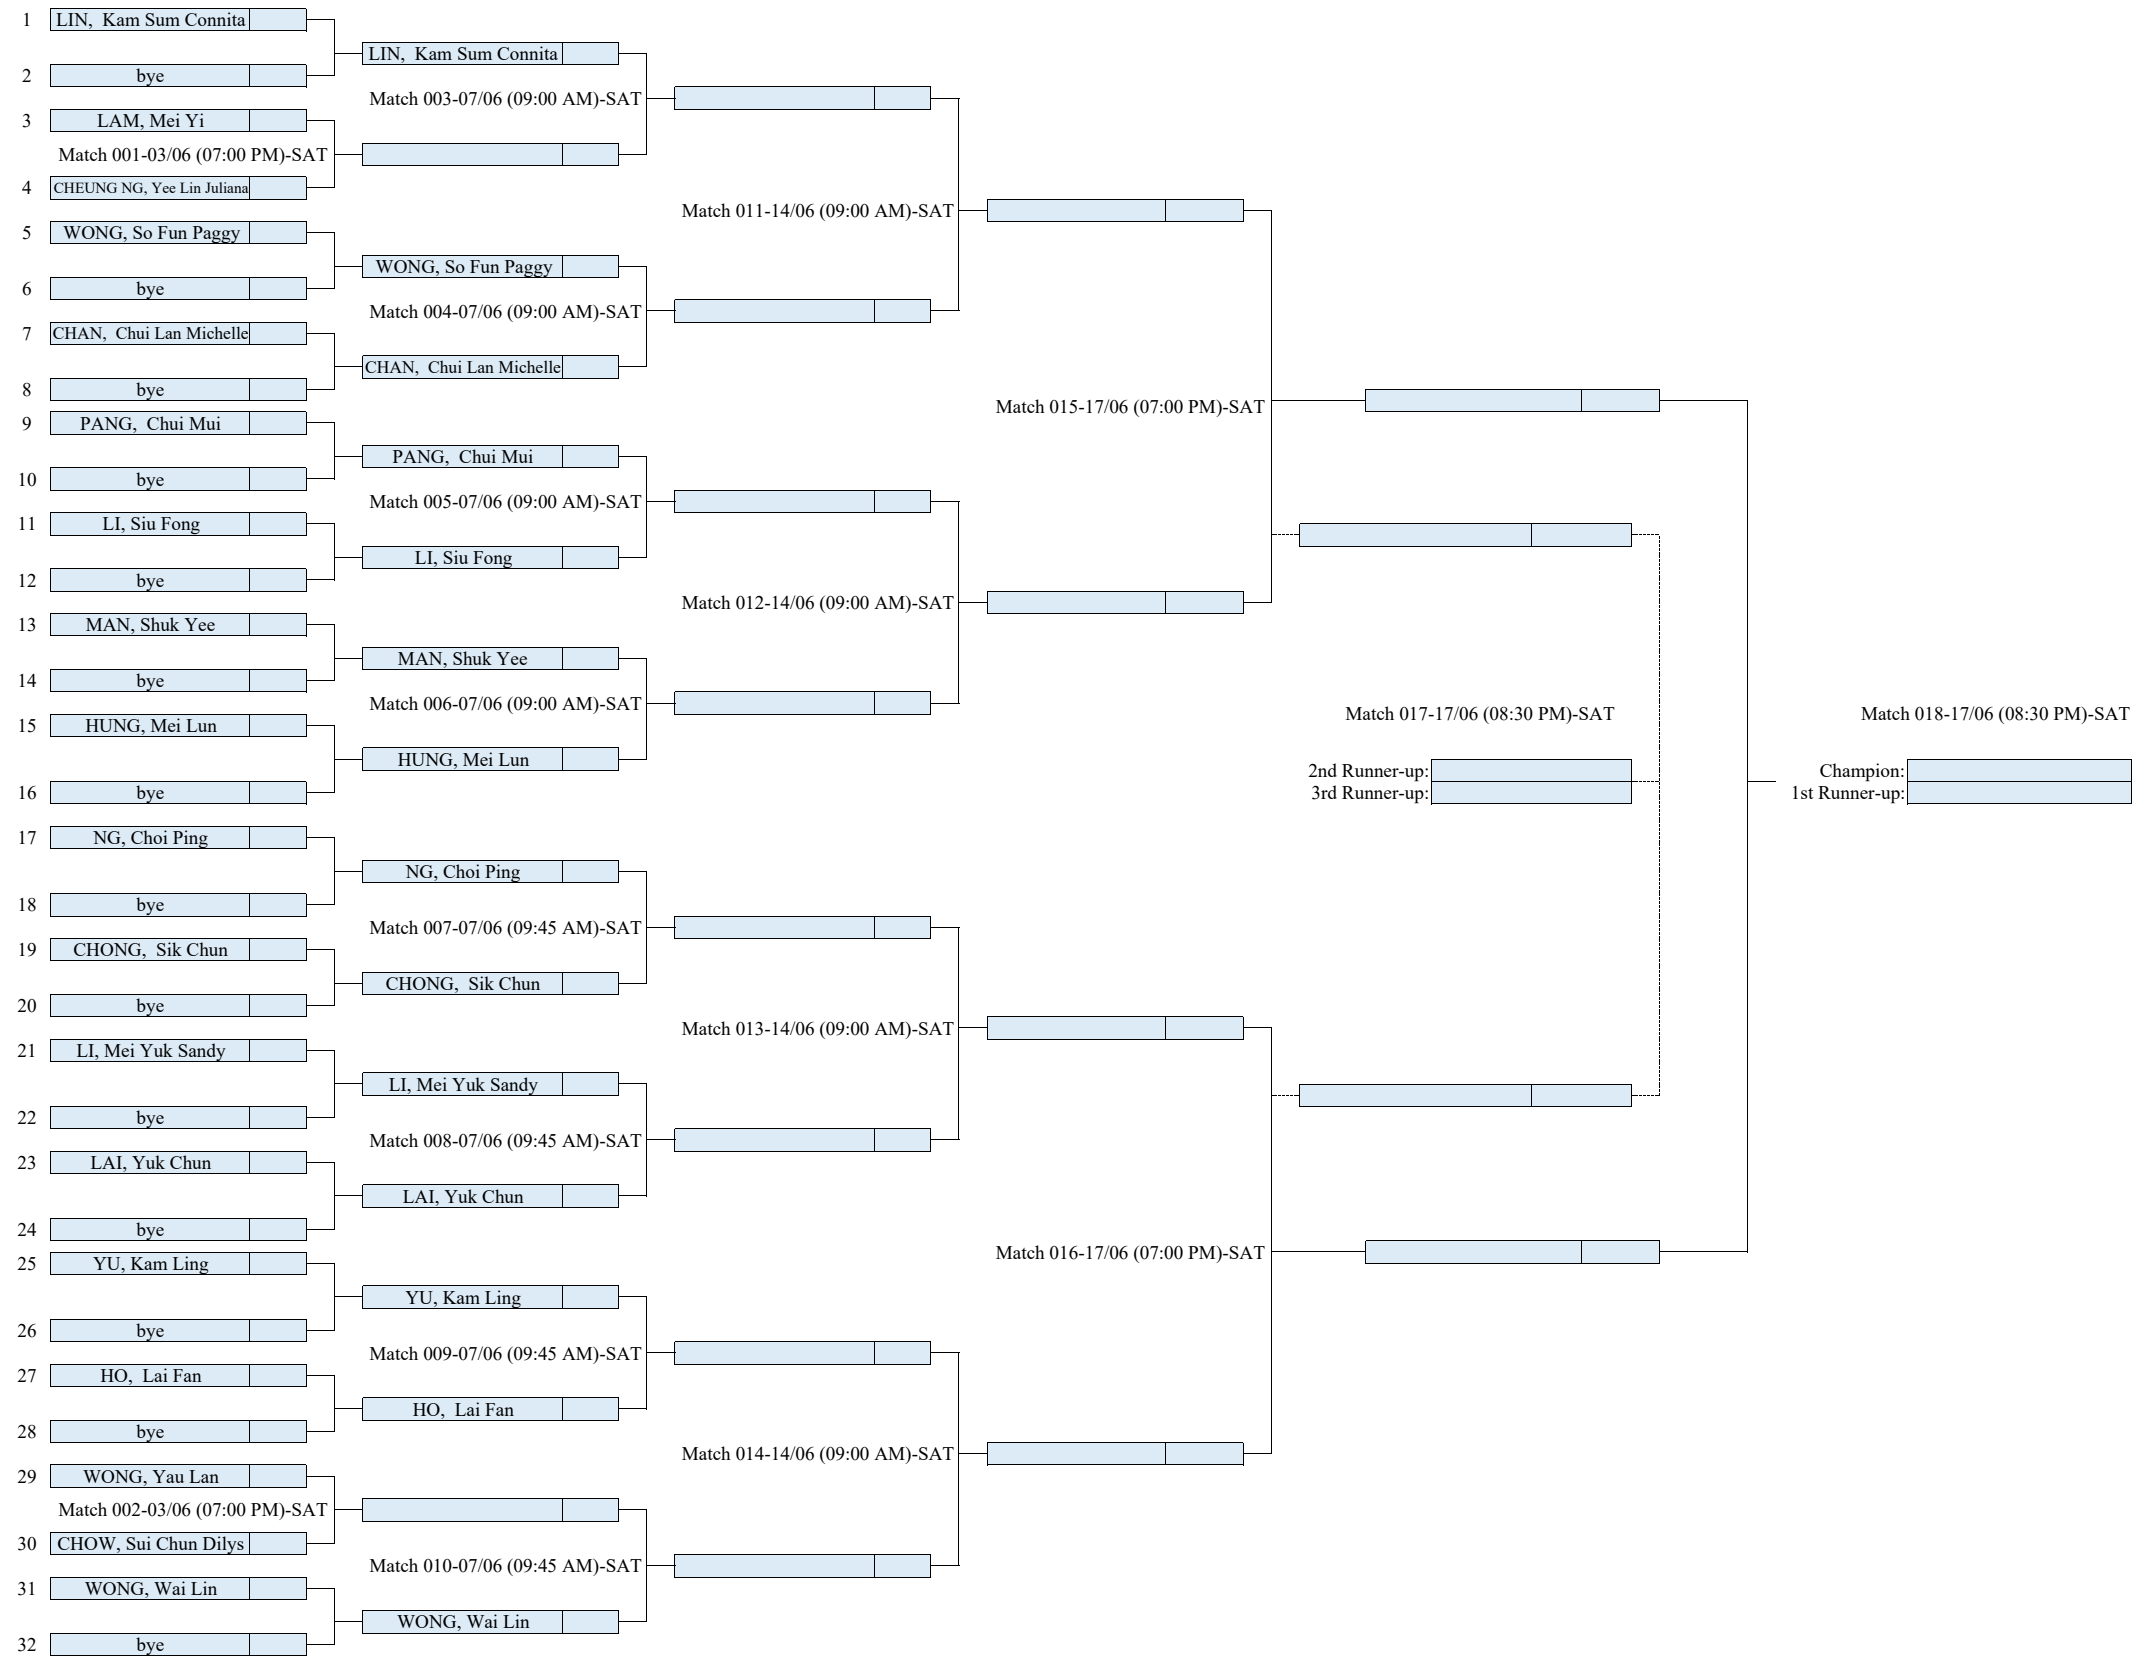 1 LIN, Kam Sum Connita
LIN, Kam Sum Connita
2 bye
Match 003-07/06 (09:00 AM)-SAT
3 LAM, Mei Yi
Match 001-03/06 (07:00 PM)-SAT
4 CHEUNG NG, Yee Lin Juliana
Match 011-14/06 (09:00 AM)-SAT
5 WONG, So Fun Paggy
WONG, So Fun Paggy
6 bye
Match 004-07/06 (09:00 AM)-SAT
7 CHAN, Chui Lan Michelle
CHAN, Chui Lan Michelle
8 bye
Match 015-17/06 (07:00 PM)-SAT
9 PANG, Chui Mui
PANG, Chui Mui
10 bye
Match 005-07/06 (09:00 AM)-SAT
11 LI, Siu Fong
LI, Siu Fong
12 bye
Match 012-14/06 (09:00 AM)-SAT
13 MAN, Shuk Yee
MAN, Shuk Yee
14 bye
Match 006-07/06 (09:00 AM)-SAT
Match 017-17/06 (08:30 PM)-SAT
Match 018-17/06 (08:30 PM)-SAT
15 HUNG, Mei Lun
HUNG, Mei Lun
2nd Runner-up:
Champion:
16 bye
3rd Runner-up:
1st Runner-up:
17 NG, Choi Ping
NG, Choi Ping
18 bye
Match 007-07/06 (09:45 AM)-SAT
19 CHONG, Sik Chun
CHONG, Sik Chun
20 bye
Match 013-14/06 (09:00 AM)-SAT
21 LI, Mei Yuk Sandy
LI, Mei Yuk Sandy
22 bye
Match 008-07/06 (09:45 AM)-SAT
23 LAI, Yuk Chun
LAI, Yuk Chun
24 bye
Match 016-17/06 (07:00 PM)-SAT
25 YU, Kam Ling
YU, Kam Ling
26 bye
Match 009-07/06 (09:45 AM)-SAT
27 HO, Lai Fan
HO, Lai Fan
28 bye
Match 014-14/06 (09:00 AM)-SAT
29 WONG, Yau Lan
Match 002-03/06 (07:00 PM)-SAT
30 CHOW, Sui Chun Dilys
Match 010-07/06 (09:45 AM)-SAT
31 WONG, Wai Lin
WONG, Wai Lin
32 bye